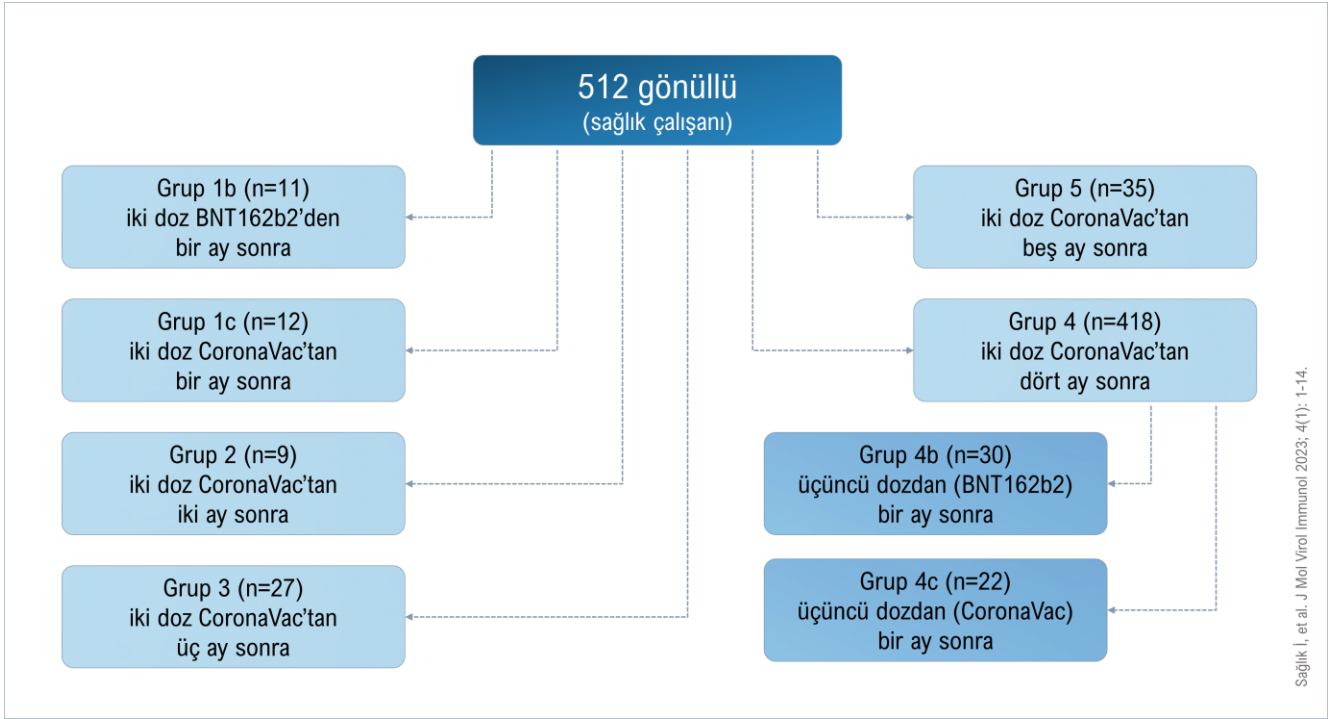 512 gönüllü
(sağlık çalışanı)
Grup 1b (n=11)
iki doz BNT162b2’den
bir ay sonra
Grup 1c (n=12)
iki doz CoronaVac’tan
bir ay sonra
Grup 2 (n=9)
iki doz CoronaVac’tan
iki ay sonra
Grup 3 (n=27)
iki doz CoronaVac’tan
üç ay sonra
Grup 5 (n=35)
iki doz CoronaVac’tan
beş ay sonra
Grup 4 (n=418)
iki doz CoronaVac’tan
dört ay sonra
Grup 4b (n=30)
üçüncü dozdan (BNT162b2)
bir ay sonra
Grup 4c (n=22)
üçüncü dozdan (CoronaVac)
bir ay sonra
Sağlık İ, et al. J Mol Virol Immunol 2023; 4(1): 1-14.